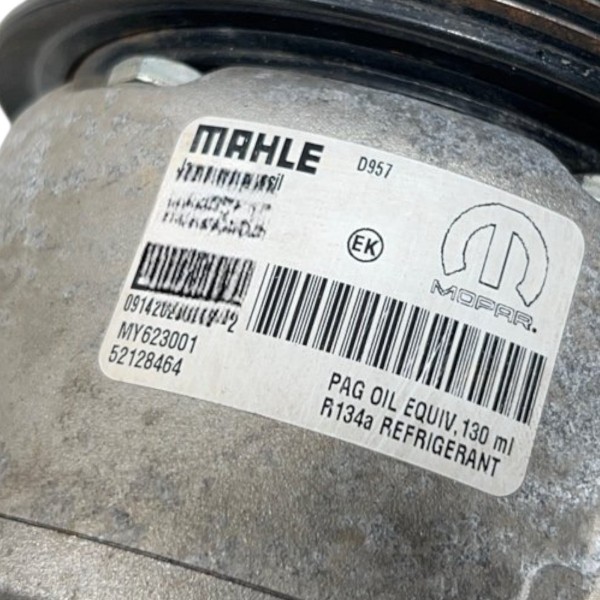 MAHLE
D957
EK
MOPAR.
MY623001
52128464
PAG OIL EQUIV. 130 ml
R134a REFRIGERANT